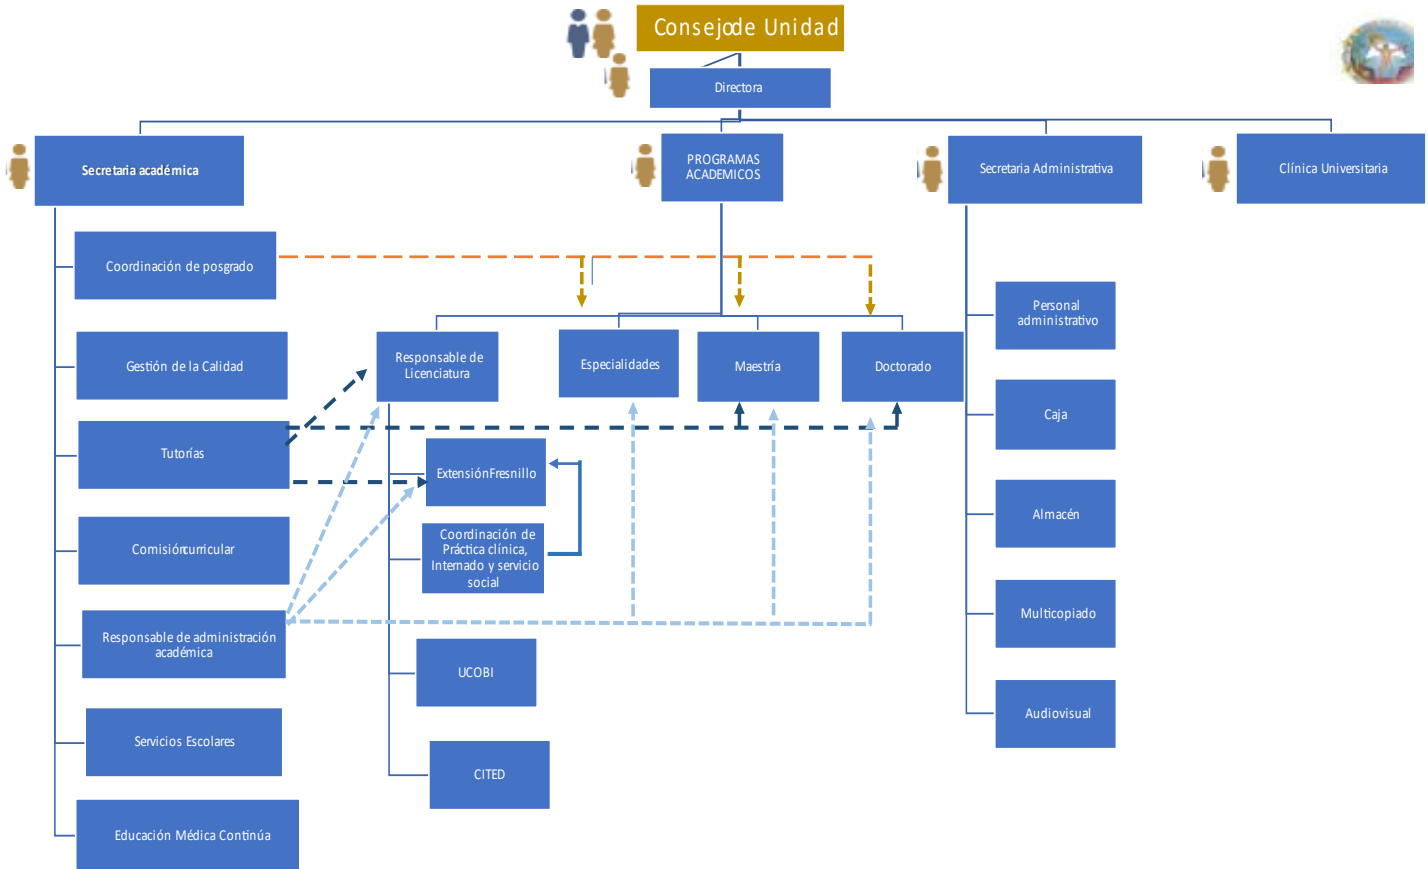 Consejode Unidad
Directora
Secretaria académica
PROGRAMAS
ACADEMICOS
Secretaria Administrativa
Clínica Universitaria
Coordinación de posgrado
Gestión de la Calidad
Tutorías
Comisióncurricular
Responsable de administración
académica
Servicios Escolares
Educación Médica Continúa
Responsable de
Licenciatura
Especialidades
Maestría
Doctorado
ExtensiónFresnillo
Coordinación de
Práctica clínica,
Internado y servicio
social
UCOBI
CITED
Personal
administrativo
Caja
Almacén
Multicopiado
Audiovisual